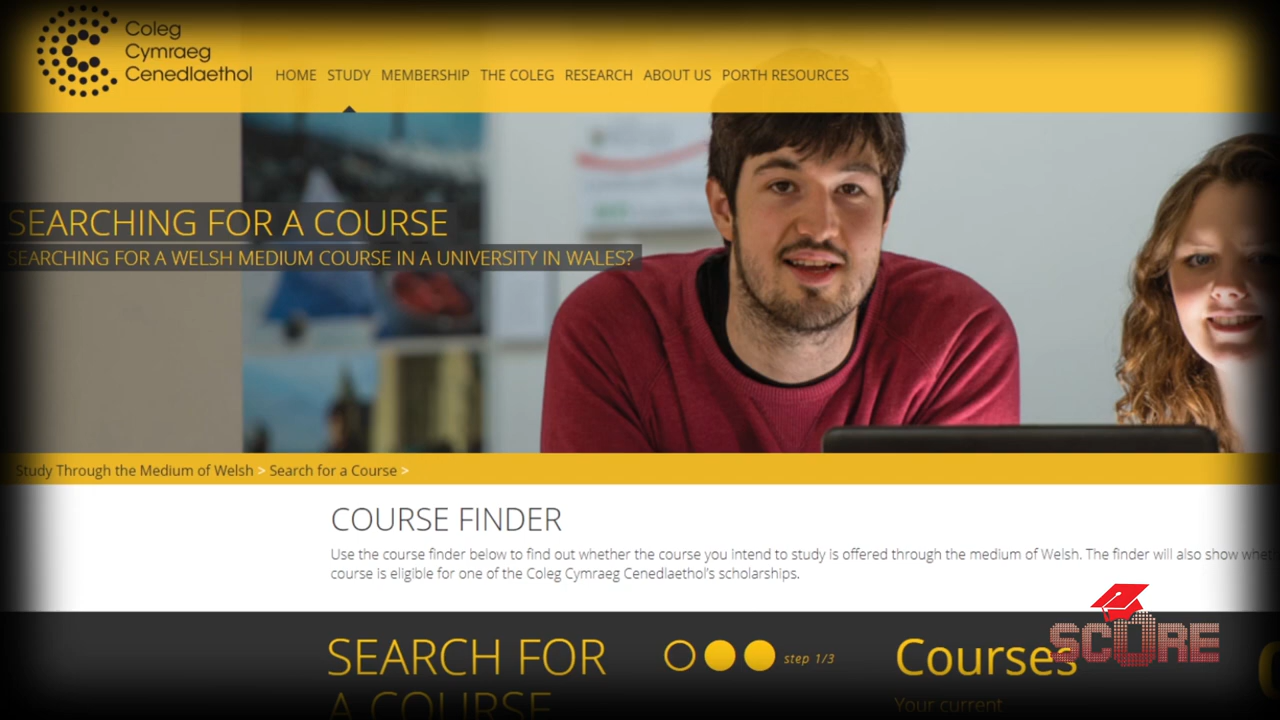 Coleg
Cymraeg
Cenedlaethol
HOME STUDY MEMBERSHIP THE COLEG RESEARCH ABOUT US PORTH RESOURCES
SEARCHING FOR A COURSE
SEARCHING FOR A WELSH MEDIUM COURSE IN A UNIVERSITY IN WALES?
Study Through the Medium of Welsh > Search for a Course >
COURSE FINDER
Use the course finder below to find out whether the course you intend to study is offered through the medium of Welsh. The finder will also show
course is eligible for one of the Coleg Cymraeg Cenedlaethol's scholarships.
SEARCH FOR
A COURSE
step 1/3
Courses
Your current
SCORE